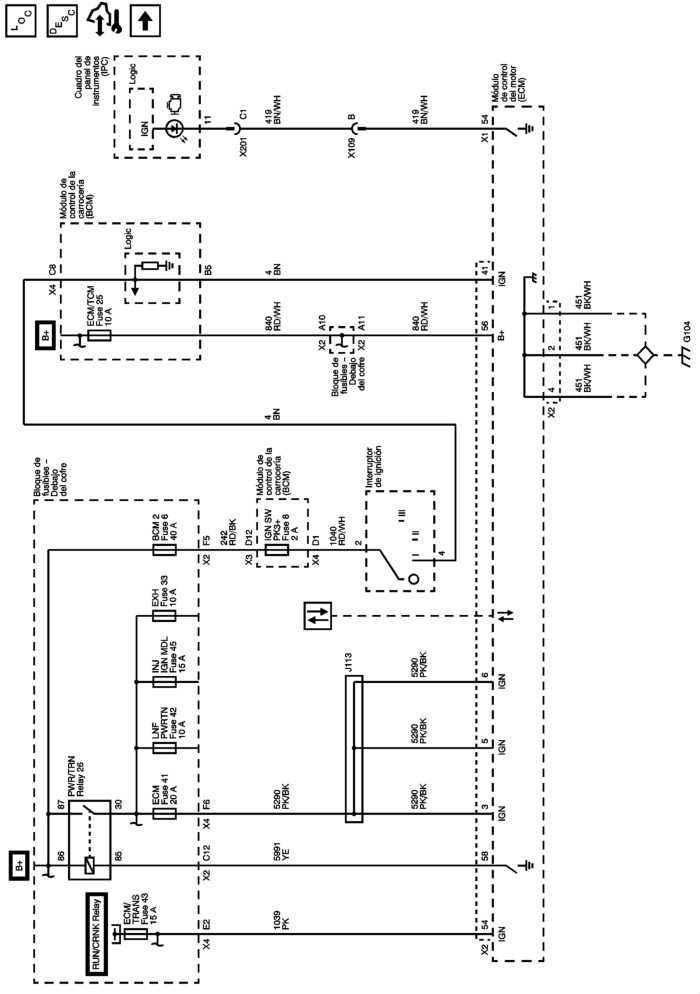 LOC
DESC
Cuadro del
panel de
instrumentos
(IPC)
Logic
IGN
11
C1
X201
419
BN/WH
B
X109
419
BN/WH
54
X1
Módulo
de control
del motor
(ECM)
Módulo de
control de la
carrocería
(BCM)
C8
X4
Logic
B5
4
BN
41
IGN
B+
ECM/TCM
Fuse 25
10 A
840
RD/WH
A10
X2
A11
X2
Bloque de
fusibles –
Debajo
del cofre
840
RD/WH
56
B+
4
BN
1
451
BK/WH
2
451
BK/WH
4
451
BK/WH
X2
G104
Bloque de
fusibles –
Debajo
del cofre
BCM 2
Fuse 6
40 A
F5
X2
242
RD/BK
D12
X3
Módulo de
control de la
carrocería
(BCM)
IGN SW
PK3+
Fuse 8
2 A
D1
X4
1040
RD/WH
2
Interruptor
de ignición
I
II
III
4
EXH
Fuse 33
10 A
INJ
IGN MDL
Fuse 45
15 A
LNF
PWRTN
Fuse 42
10 A
ECM
Fuse 41
20 A
PWR/TRN
Relay 26
87
30
86
85
B+
F6
X4
5290
PK/BK
J113
5290
PK/BK
6
IGN
5290
PK/BK
5
IGN
5290
PK/BK
3
IGN
C12
X2
5991
YE
58
RUN/CRNK Relay
ECM/
TRANS
Fuse 43
15 A
E2
X4
1039
PK
54
X2
IGN